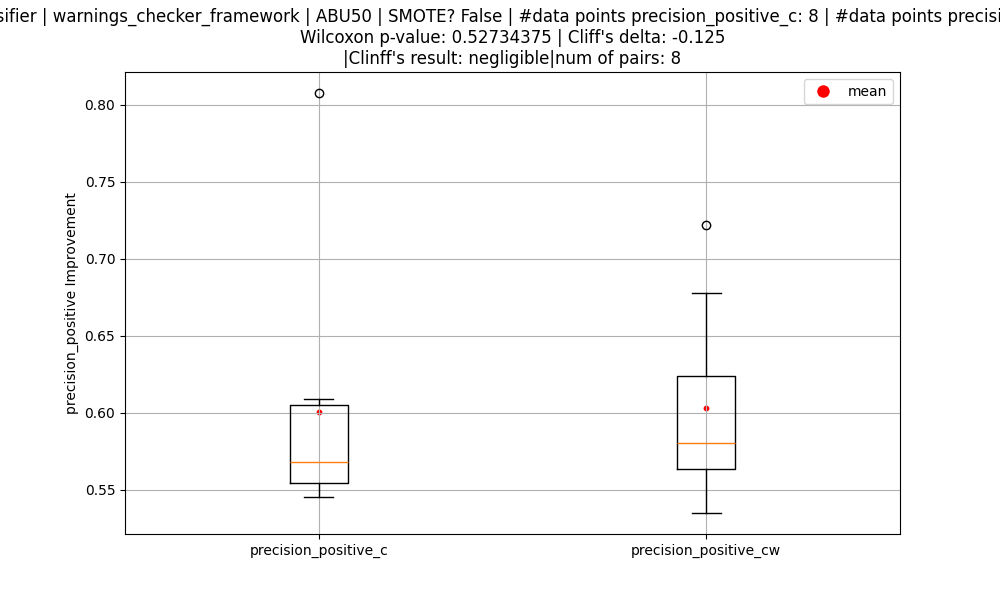 | warnings_checker_framework | ABU50 | SMOTE? False | #data points precision_positive_c: 8 | #data points
Wilcoxon p-value: 0.52734375 | Cliff's delta: -0.125
|Clinff's result: negligible|num of pairs: 8
mean
0.80
0.75
0.70
0.65
0.60
0.55
precision_positive Improvement
precision_positive_c
precision_positive_cw